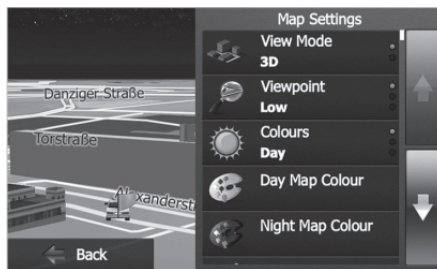 Map Settings
View Mode
3D
Viewpoint
Low
Colours
Day
Day Map Colour
Night Map Colour
Danziger Straße
Torstraße
Alexanderst
Back